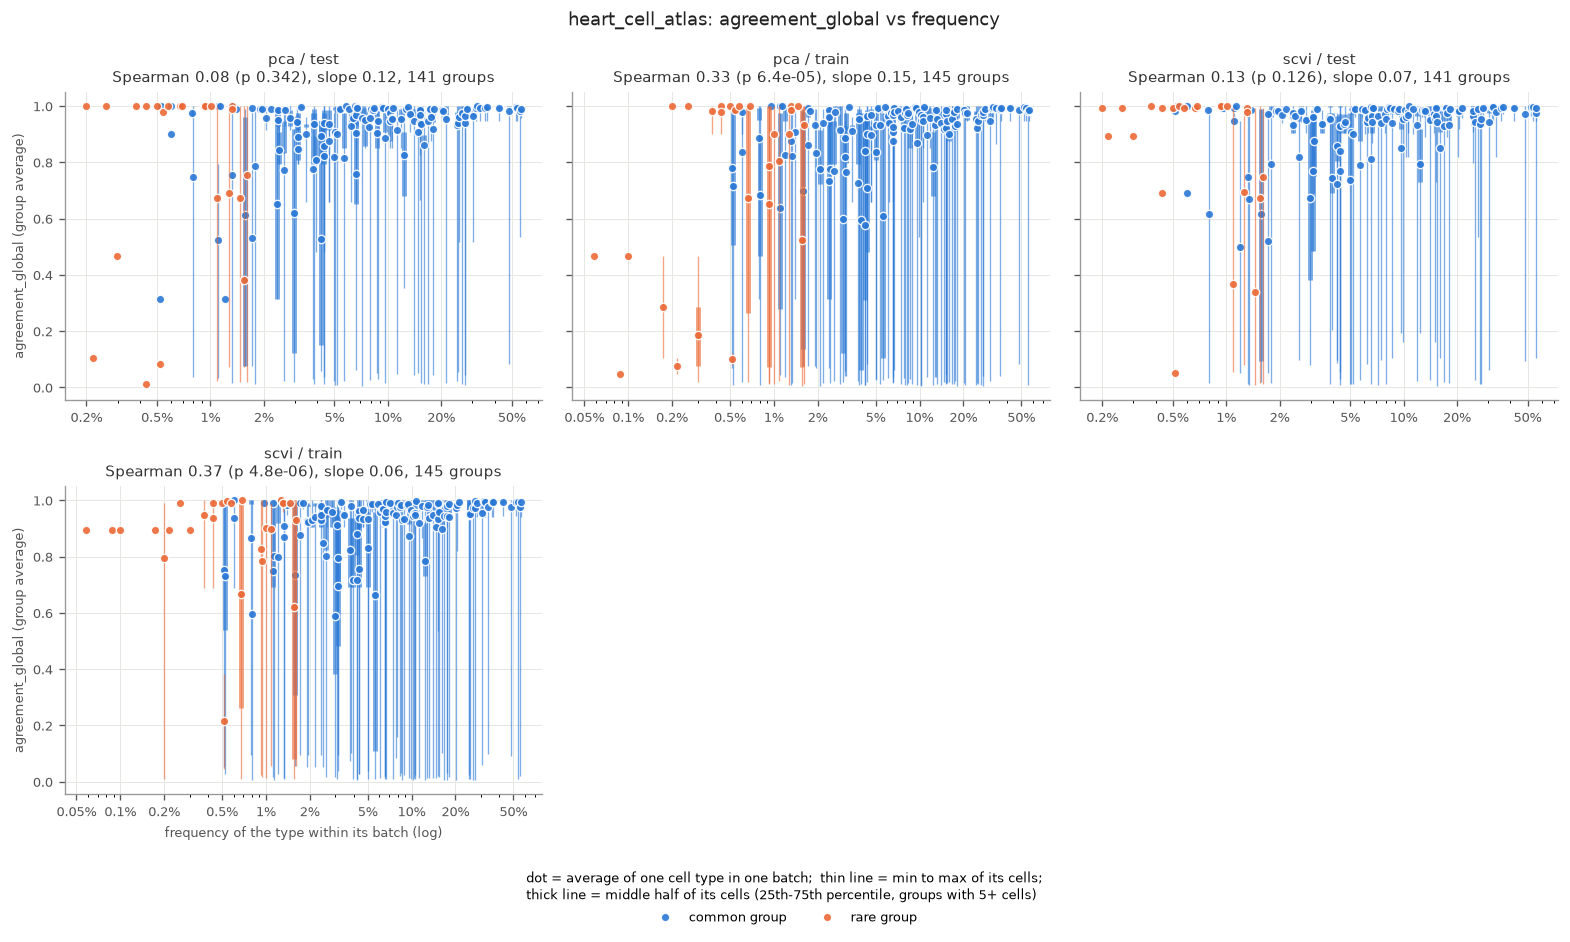 heart_cell_atlas: agreement_global vs frequency
pca / test
Spearman 0.08 (p 0.342), slope 0.12, 141 groups
agreement_global (group average)
1.0
0.8
0.6
0.4
0.2
0.0
0.2% 0.5% 1% 2% 5% 10% 20% 50%
pca / train
Spearman 0.33 (p 6.4e-05), slope 0.15, 145 groups
0.05% 0.1% 0.2% 0.5% 1% 2% 5% 10% 20% 50%
scvi / test
Spearman 0.13 (p 0.126), slope 0.07, 141 groups
0.2% 0.5% 1% 2% 5% 10% 20% 50%
scvi / train
Spearman 0.37 (p 4.8e-06), slope 0.06, 145 groups
agreement_global (group average)
1.0
0.8
0.6
0.4
0.2
0.0
0.05% 0.1% 0.2% 0.5% 1% 2% 5% 10% 20% 50%
frequency of the type within its batch (log)
dot = average of one cell type in one batch; thin line = min to max of its cells;
thick line = middle half of its cells (25th-75th percentile, groups with 5+ cells)
common group rare group